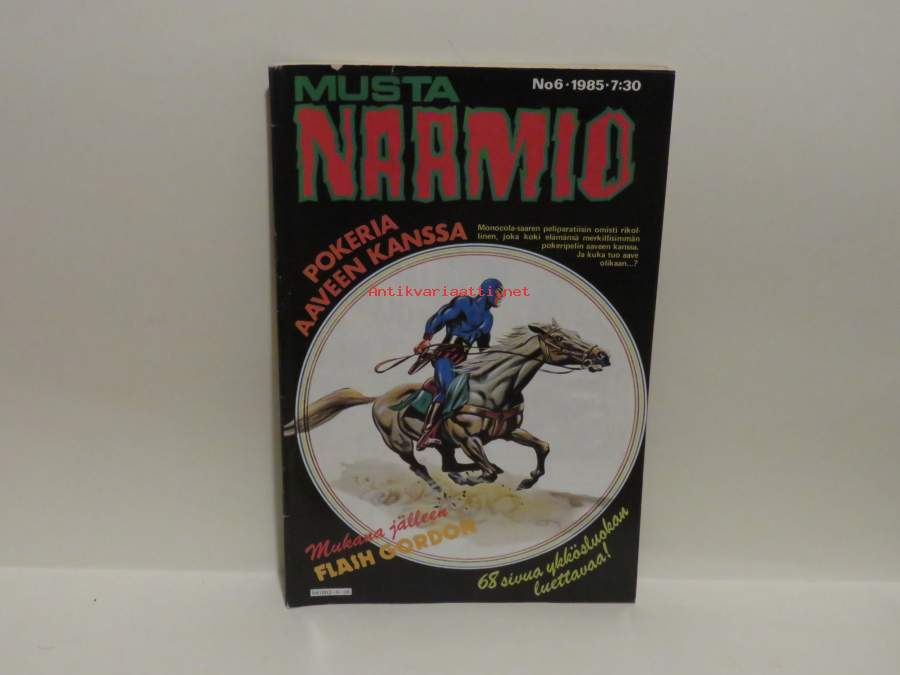 MUSTA
NAAMIO
No6·1985·7:30
POKERIA
AAVEEN KANSSA
Monocola-saaren peliparatiisin omisti rikol-
linen, joka koki elämänsä merkillisimmän
pokeripelin aaveen kanssa.
Ja kuka tuo aave
olikaan...?
Antikvariaatti.net
Mukana jälleen
FLASH GORDON
68 sivua ykkösluokan
luettavaa!